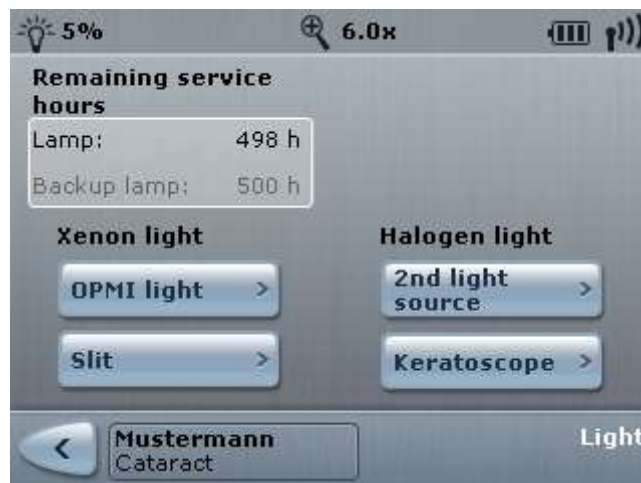 5%
6.0x
Remaining service
hours
Lamp: 498 h
Backup lamp: 500 h
Xenon light
Halogen light
OPMI light >
2nd light
source >
Slit >
Keratoscope >
<
Mustermann
Cataract
Light